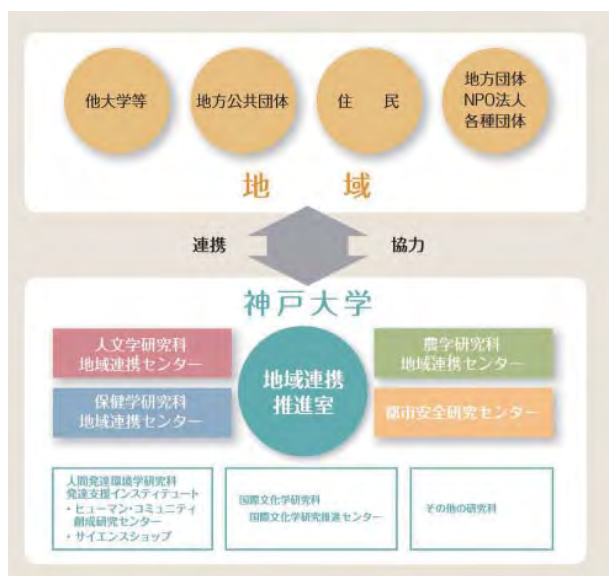 他大学等
地方公共団体
住　民
地方団体
NPO法人
各種団体
地　域
連携
協力
神戸大学
人文学研究科
地域連携センター
農学研究科
地域連携センター
地域連携
推進室
保健学研究科
地域連携センター
都市安全研究センター
人間発達環境学研究科
発達支援インスティテュート
・ヒューマン・コミュニティ
創成研究センター
・サイエンスショップ
国際文化学研究科
国際文化学研究推進センター
その他の研究科